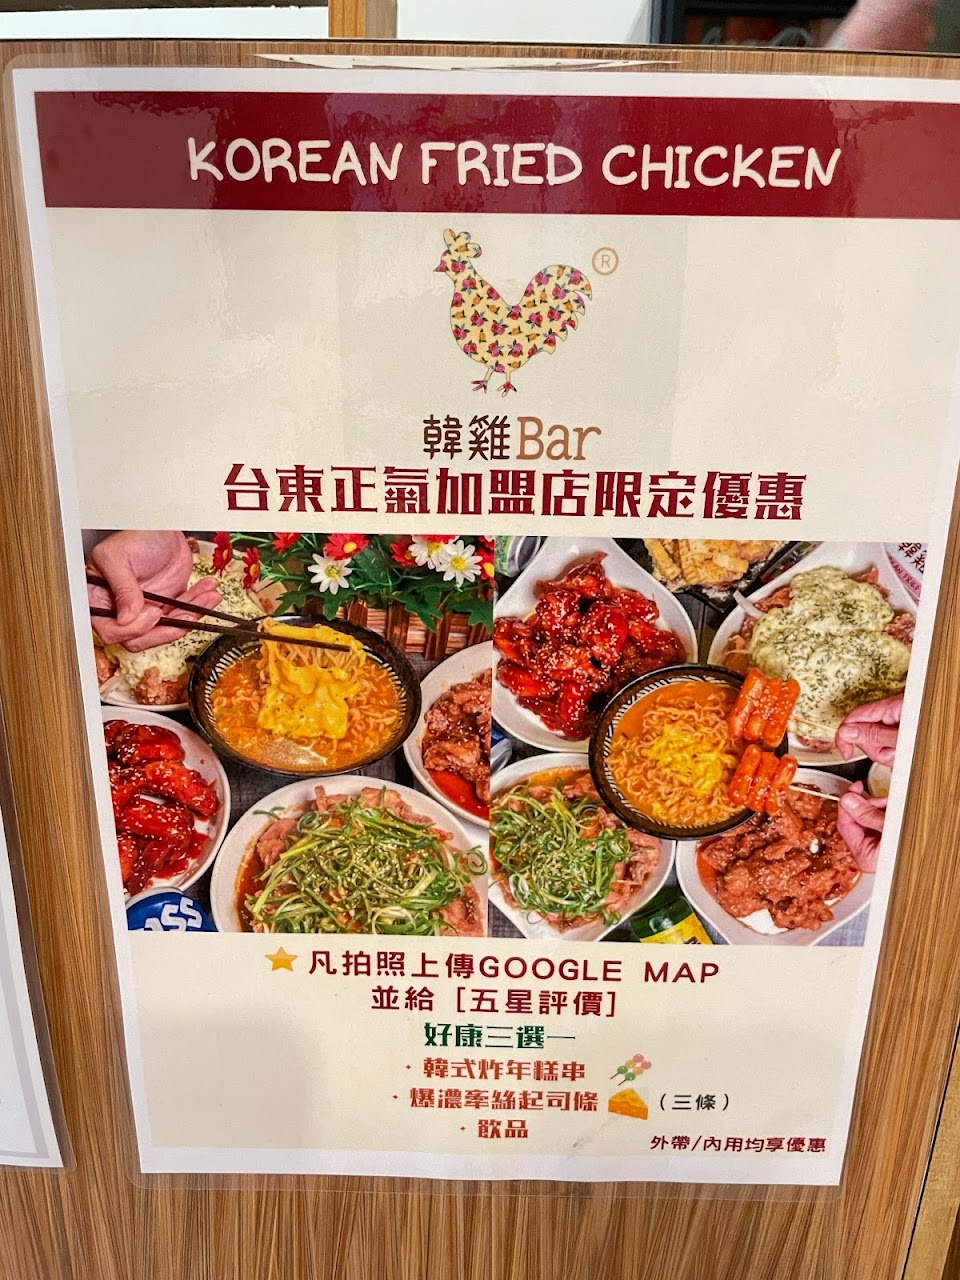 KOREAN FRIED CHICKEN
®
韓雞Bar
台東正氣加盟店限定優惠
ASS
凡拍照上傳GOOGLE MAP
並給 [五星評價]
好康三選一
·韓式炸年糕串
·爆濃牽絲起司條 (三條)
·飲品
外帶/內用均享優惠